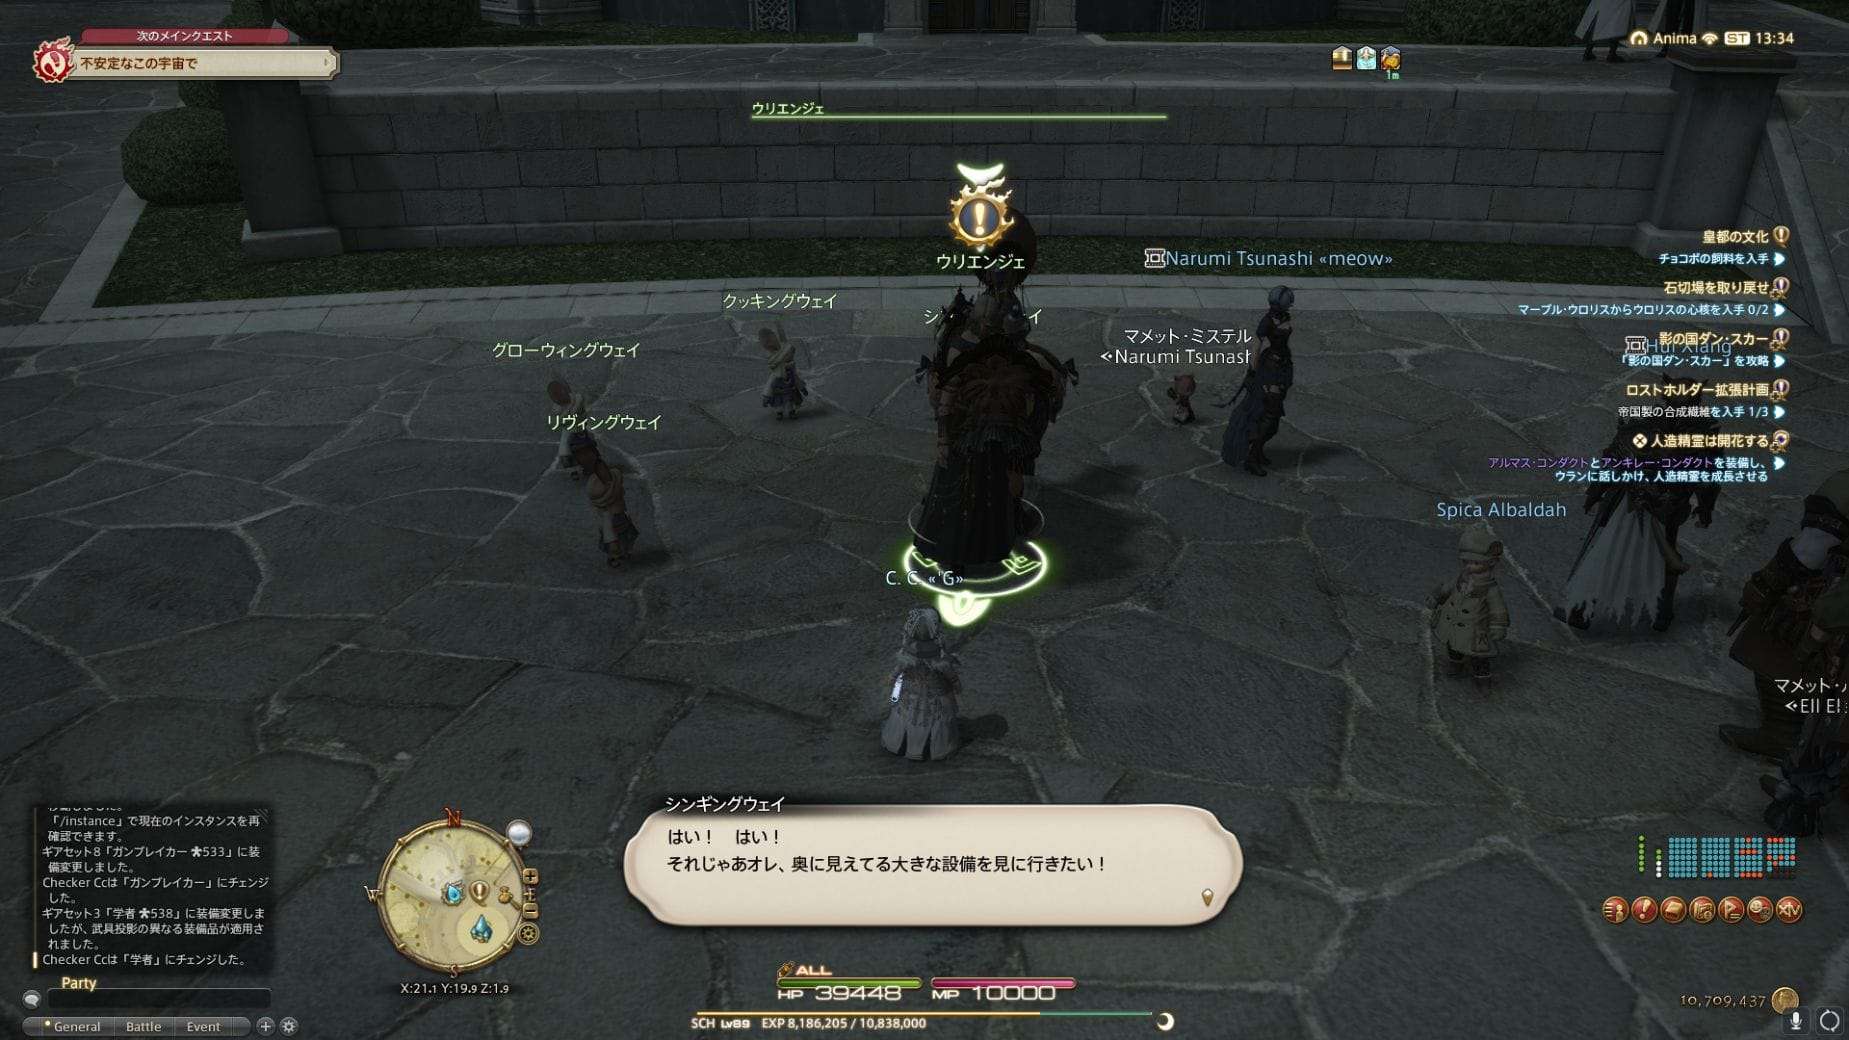 次のメインクエスト
不安定なこの宇宙で
Anima ST 13:34
1m
ウリエンジェ
ウリエンジェ
Narumi Tsunashi «meow»
クッキングウェイ
グローウィングウェイ
リヴィングウェイ
マメット・ミステル
Narumi Tsunash
皇都の文化
チョコボの飼料を入手
石切場を取り戻せ
マーブル・ウロリスからウロリスの心核を入手 0/2
影の国ダン・スカー
「影の国ダン・スカー」を攻略
ロストホルダー拡張計画
帝国製の合成繊維を入手 1/3
人造精霊は開花する
アルマス・コンダクトとアンキレー・コンダクトを装備し、
ウランに話しかけ、人造精霊を成長させる
Spica Albaldah
C. C. «'G»
マメット・
Ell El
シンギングウェイ
はい！　はい！
それじゃあオレ、奥に見えてる大きな設備を見に行きたい！
「/instance」で現在のインスタンスを再
確認できます。
ギアセット8「ガンブレイカー 533」に装
備変更しました。
Checker Ccは「ガンブレイカー」にチェンジ
した。
ギアセット3「学者 538」に装備変更しま
したが、武具投影の異なる装備品が適用さ
れました。
Checker Ccは「学者」にチェンジした。
Party
General Battle Event
N
W
S
X:21.1 Y:19.9 Z:1.9
ALL
HP 39448 MP 10000
SCH Lv89 EXP 8,186,205 / 10,838,000
XIV
10,709,437